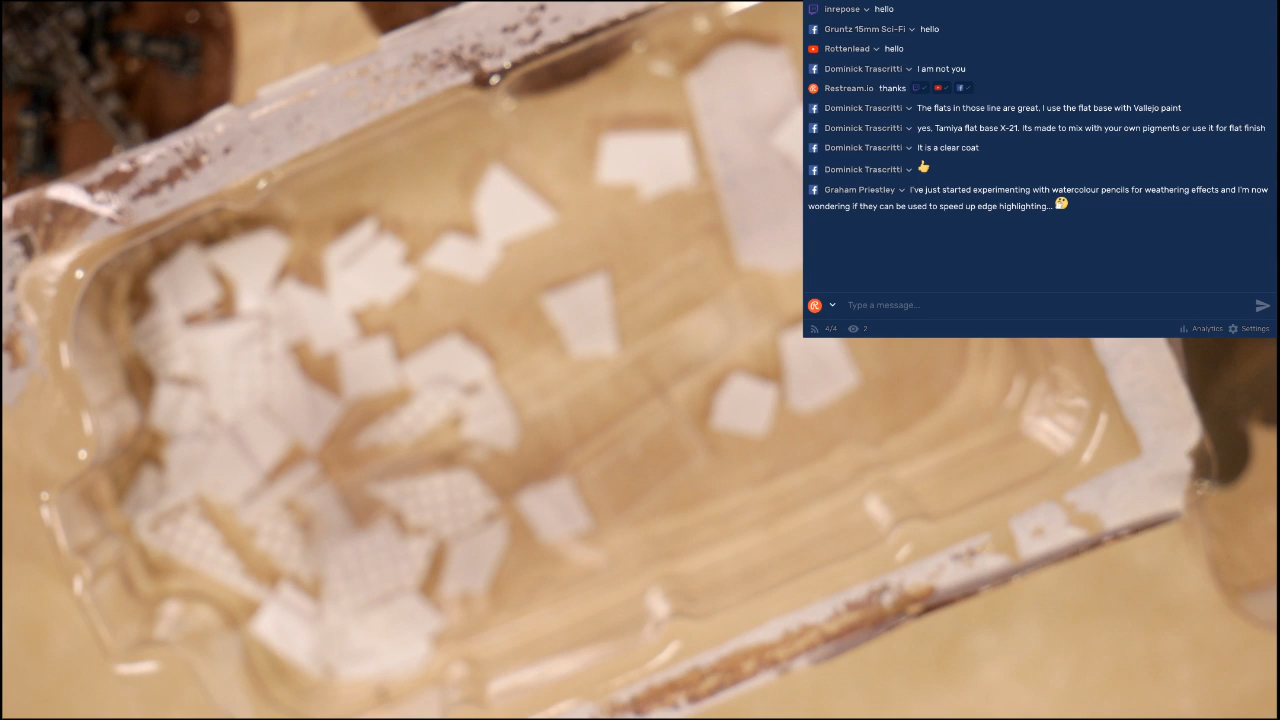 inrepose hello
Gruntz 15mm Sci-Fi hello
Rottenlead hello
Dominick Trascritti I am not you
Restream.io thanks
Dominick Trascritti The flats in those line are great, I use the flat base with Vallejo paint
Dominick Trascritti yes, Tamiya flat base X-21. Its made to mix with your own pigments or use it for flat finish
Dominick Trascritti It is a clear coat
Dominick Trascritti 👍
Graham Priestley I've just started experimenting with watercolour pencils for weathering effects and I'm now
wondering if they can be used to speed up edge highlighting... 🤔
Type a message...
4/4 2 Analytics Settings